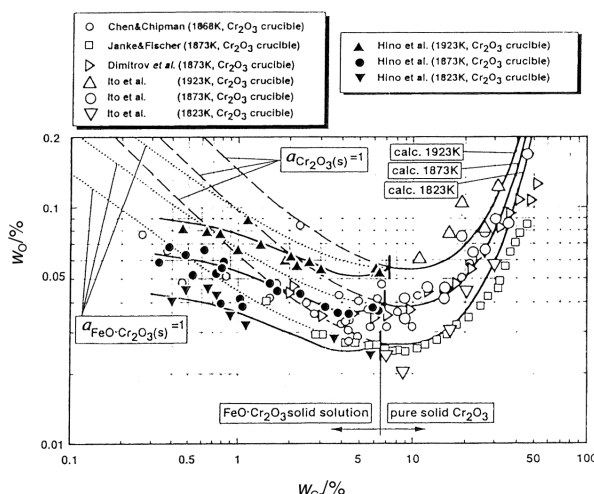 Chen&Chipman (1868K, Cr2O3 crucible)
Janke&Fischer (1873K, Cr2O3 crucible)
Dimitrov et al. (1873K, Cr2O3 crucible)
Ito et al. (1923K, Cr2O3 crucible)
Ito et al. (1873K, Cr2O3 crucible)
Ito et al. (1823K, Cr2O3 crucible)
Hino et al. (1923K, Cr2O3 crucible)
Hino et al. (1873K, Cr2O3 crucible)
Hino et al. (1823K, Cr2O3 crucible)
0.2
aCr2O3(s)=1
calc. 1923K
calc. 1873K
calc. 1823K
0.1
wO/%
0.05
aFeO·Cr2O3(s)=1
FeO·Cr2O3solid solution
pure solid Cr2O3
0.01
0.1
0.5
1
5
10
50
100